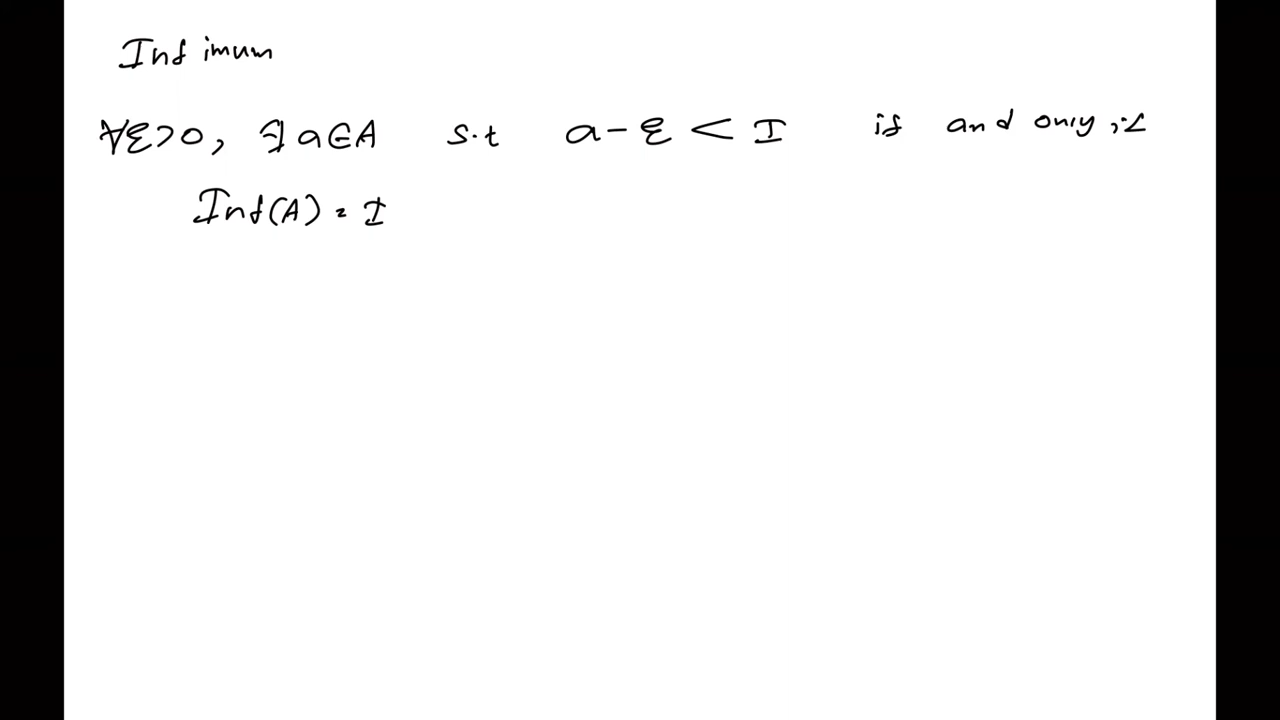 Infimum
∀ε>0, ∃ a∈A s.t a-ε < I if and only if
Inf(A) = I